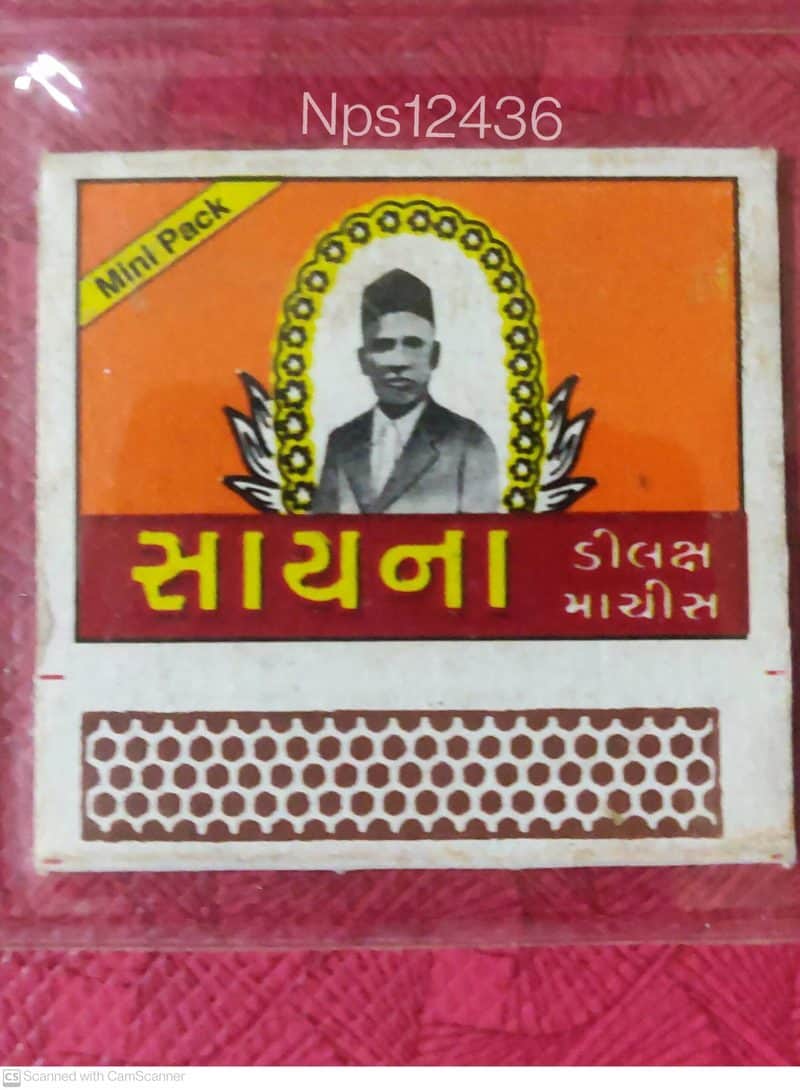 Nps12436
Mini Pack
સાયના
ડીલક્ષ
માચીસ
CS Scanned with CamScanner